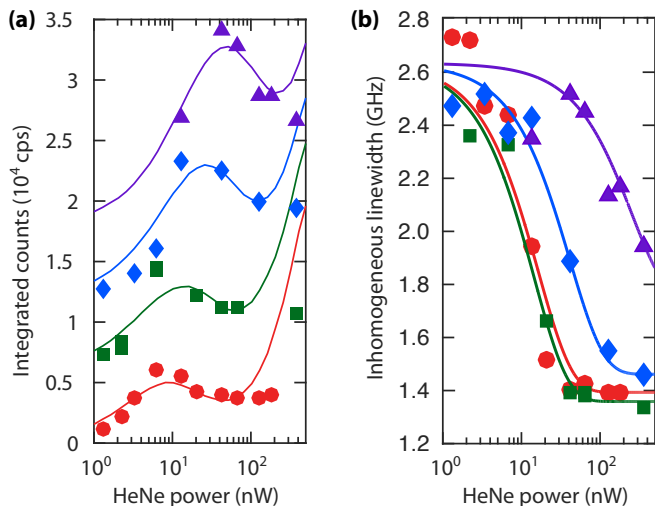 (a)
Integrated counts (10⁴ cps)
3.5
3
2.5
2
1.5
1
0.5
0
10⁰ 10¹ 10²
HeNe power (nW)
(b)
Inhomogeneous linewidth (GHz)
2.8
2.6
2.4
2.2
2.0
1.8
1.6
1.4
1.2
10⁰ 10¹ 10²
HeNe power (nW)